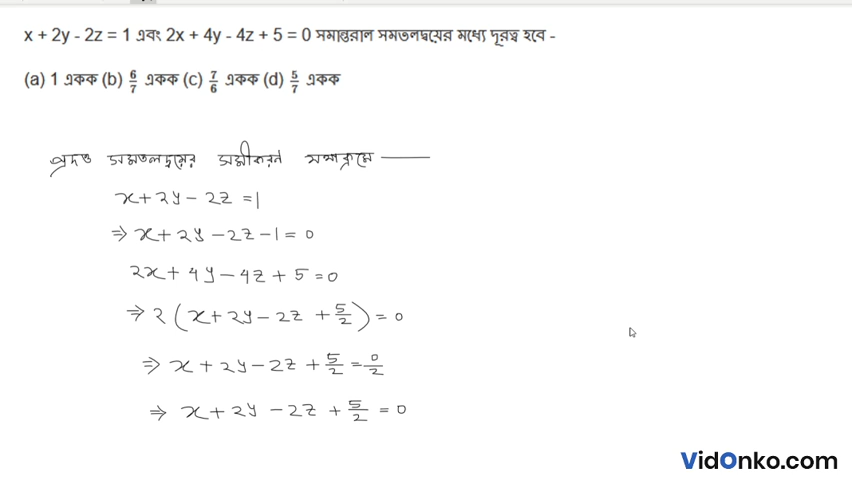 x + 2y - 2z = 1 এবং 2x + 4y - 4z + 5 = 0 সমান্তরাল সমতলদ্বয়ের মধ্যে দূরত্ব হবে -
(a) 1 একক (b) 6/7 একক (c) 7/6 একক (d) 5/7 একক
প্রদত্ত সমতলদ্বয়ের সমীকরণ যথাক্রমে ——
x + 2y - 2z = 1
⇒ x + 2y - 2z - 1 = 0
2x + 4y - 4z + 5 = 0
⇒ 2(x + 2y - 2z + 5/2) = 0
⇒ x + 2y - 2z + 5/2 = 0/2
⇒ x + 2y - 2z + 5/2 = 0
VidOnko.com